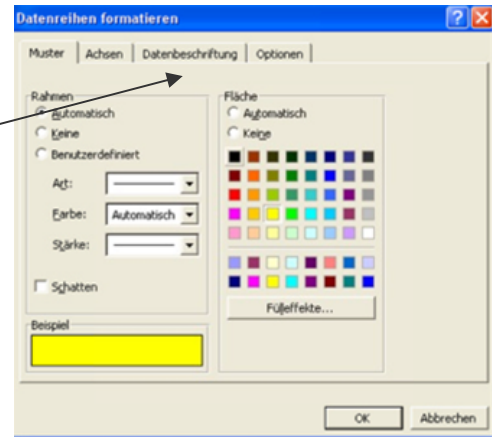 Datenreihen formatieren
Muster Achsen Datenbeschriftung Optionen
Rahmen
Automatisch
Keine
Benutzerdefiniert
Art:
Farbe: Automatisch
Stärke:
Schatten
Beispiel
Fläche
Automatisch
Keine
Fülleffekte...
OK Abbrechen